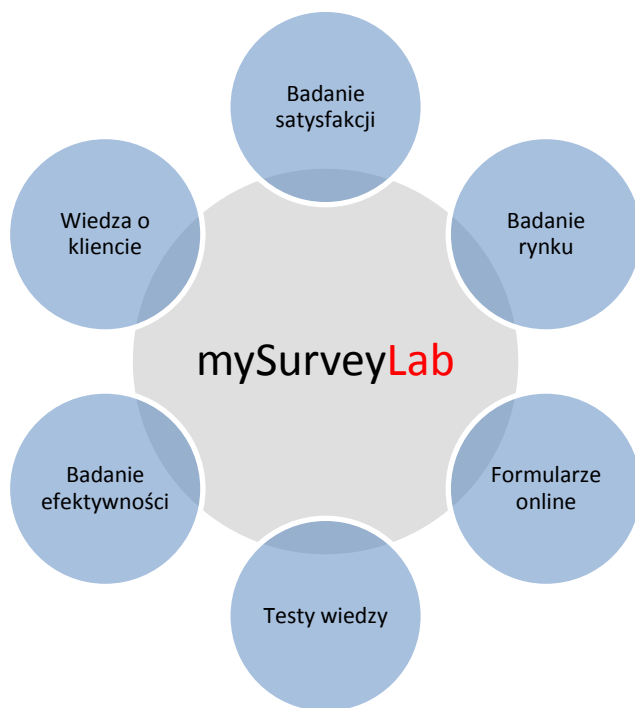 Badanie
satysfakcji
Wiedza o
kliencie
Badanie
rynku
mySurveyLab
Badanie
efektywności
Formularze
online
Testy wiedzy